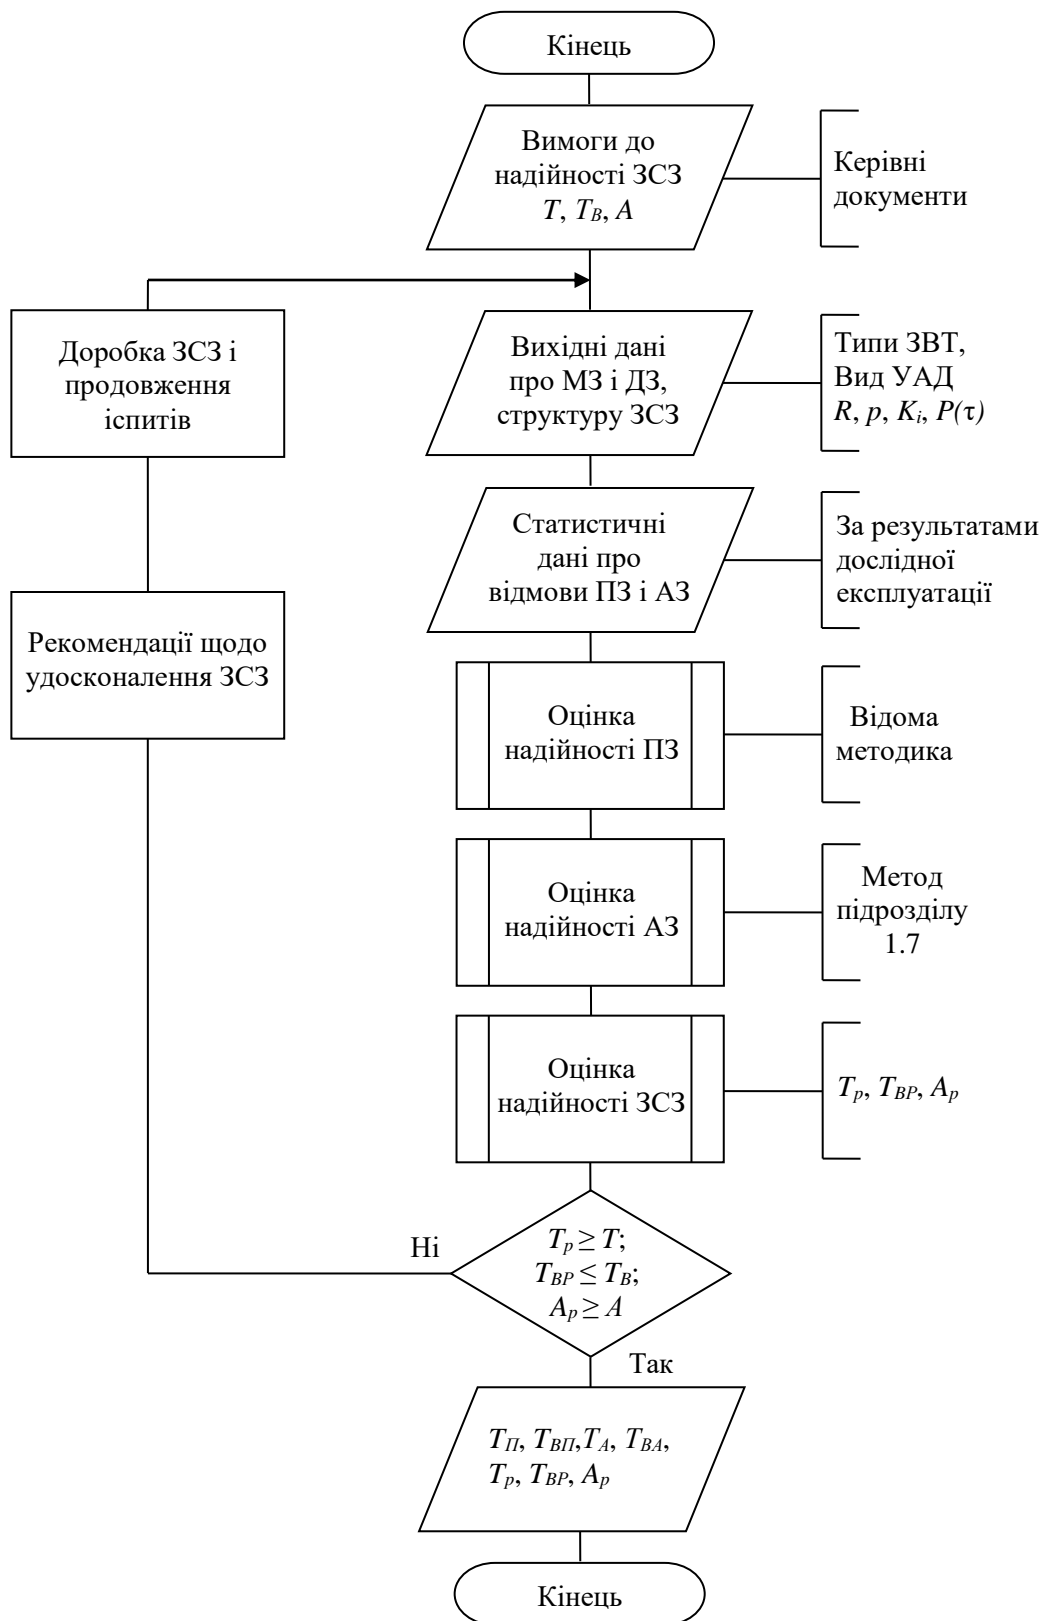 Кінець
Вимоги до
надійності ЗСЗ
T, T_B, A
Керівні
документи
Доробка ЗСЗ і
продовження
іспитів
Вихідні дані
про МЗ і ДЗ,
структуру ЗСЗ
Типи ЗВТ,
Вид УАД
R, p, K_i, P(τ)
Статистичні
дані про
відмови ПЗ і АЗ
За результатами
дослідної
експлуатації
Рекомендації щодо
удосконалення ЗСЗ
Оцінка
надійності ПЗ
Відома
методика
Оцінка
надійності АЗ
Метод
підрозділу
1.7
Оцінка
надійності ЗСЗ
T_p, T_BP, A_p
Ні
T_p ≥ T;
T_BP ≤ T_B;
A_p ≥ A
Так
T_П, T_ВП,T_A, T_BA,
T_p, T_BP, A_p
Кінець